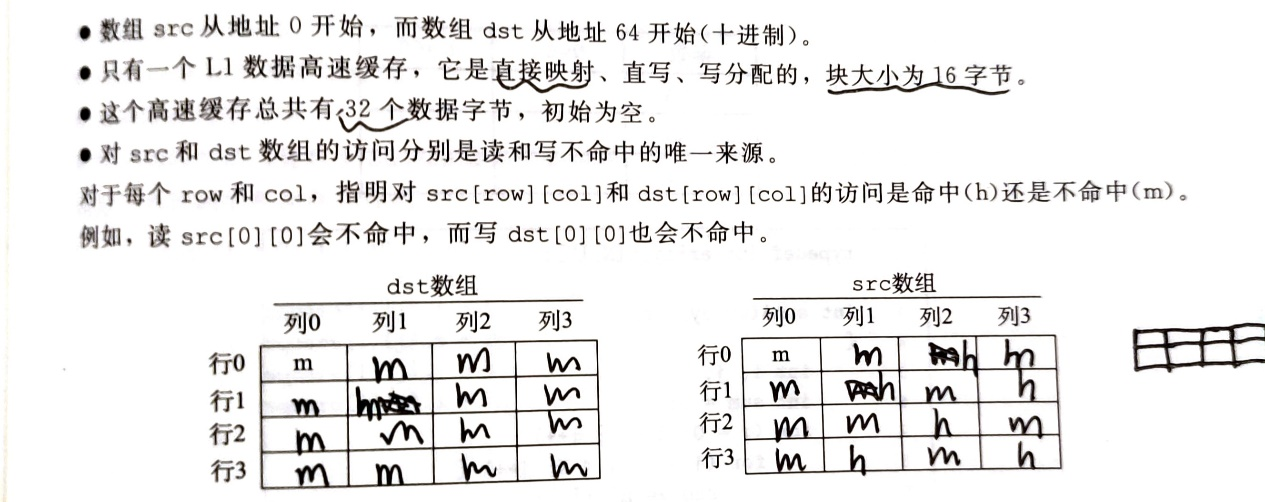 ● 数组 src 从地址 0 开始，而数组 dst 从地址 64 开始(十进制)。
● 只有一个 L1 数据高速缓存，它是直接映射、直写、写分配的，块大小为 16 字节。
● 这个高速缓存总共有 32 个数据字节，初始为空。
● 对 src 和 dst 数组的访问分别是读和写不命中的唯一来源。
对于每个 row 和 col，指明对 src[row][col]和 dst[row][col]的访问是命中(h)还是不命中(m)。
例如，读 src[0][0]会不命中，而写 dst[0][0]也会不命中。
dst数组
列0 列1 列2 列3
行0 m m m m
行1 m h m m
行2 m m m m
行3 m m m m
src数组
列0 列1 列2 列3
行0 m m h m
行1 m h m h
行2 m m h m
行3 m h m h